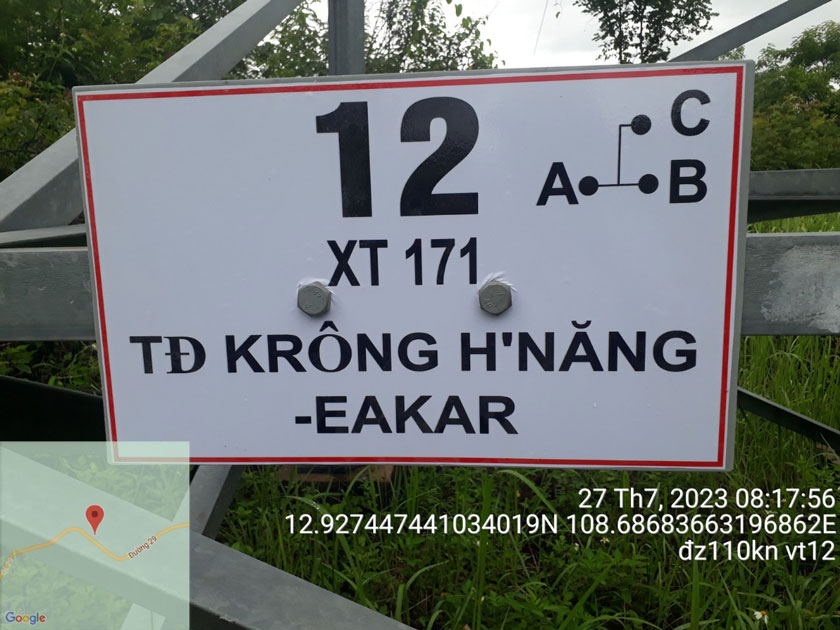 12
C
A
B
XT 171
TĐ KRÔNG H'NĂNG
-EAKAR
27 Th7, 2023 08:17:56
12.927447441034019N 108.68683663196862E
đz110kn vt12
Đường 29
Google